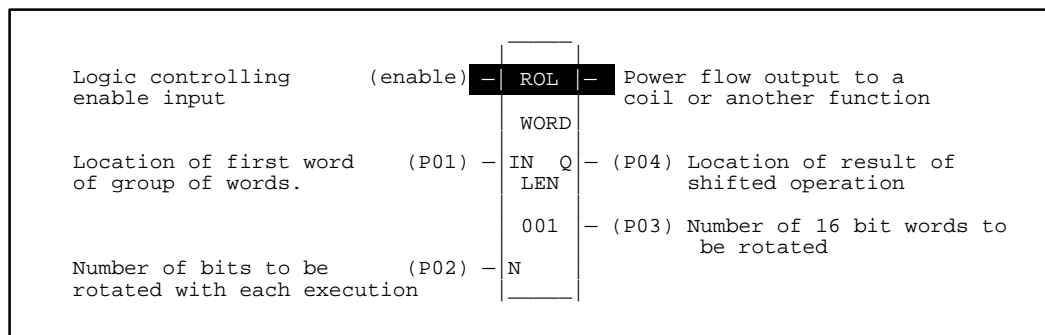 Logic controlling (enable) ROL Power flow output to a
enable input coil or another function
WORD
Location of first word (P01) IN Q (P04) Location of result of
of group of words. LEN shifted operation
001 (P03) Number of 16 bit words to
be rotated
Number of bits to be (P02) N
rotated with each execution